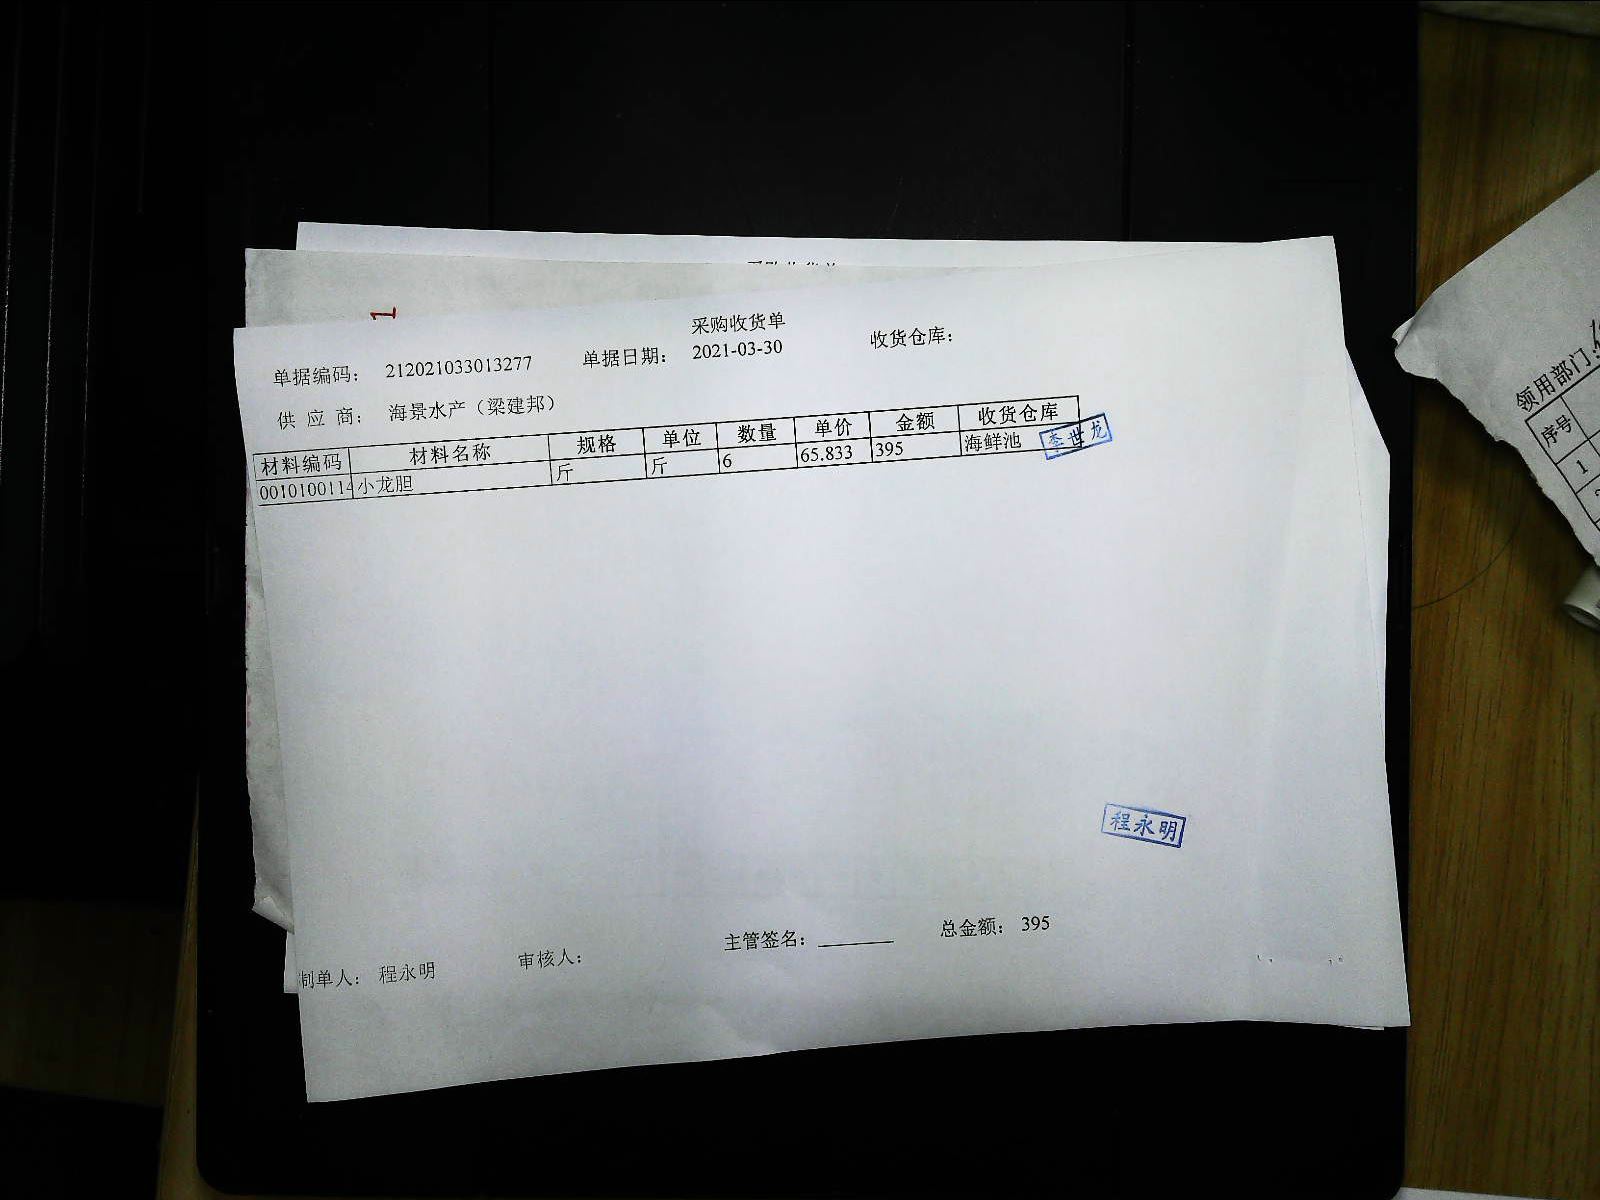 采购收货单
单据编码： 212021033013277 单据日期： 2021-03-30 收货仓库：
供 应 商： 海景水产（梁建邦）
材料编码 材料名称 规格 单位 数量 单价 金额 收货仓库
0010100114 小龙胆 斤 斤 6 65.833 395 海鲜池
李世龙
程永明
主管签名： 总金额： 395
制单人： 程永明 审核人：
1
领用部门：
序号
1